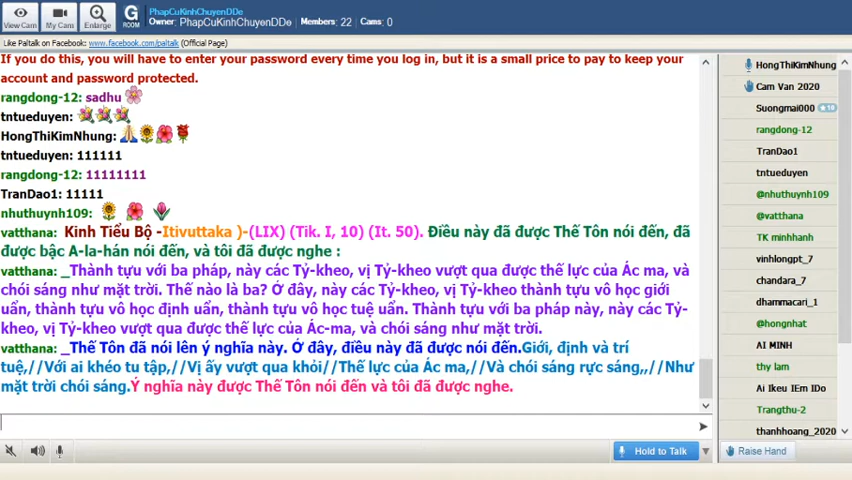 View Cam
My Cams
Enlarge
G
ROOM
PhapCuKinhChuyenDDe
Owner: PhapCuKinhChuyenDDe Members: 22 Cams: 0
Like Paltalk on Facebook: www.facebook.com/paltalk (Official Page)
If you do this, you will have to enter your password every time you log in, but it is a small price to pay to keep your
account and password protected.
rangdong-12: sadhu
tntueduyen:
HongThiKimNhung:
tntueduyen: 111111
rangdong-12: 11111111
TranDao1: 11111
nhuthuynh109:
vatthana: Kinh Tiểu Bộ -Itivuttaka )-(LIX) (Tik. I, 10) (It. 50). Điều này đã được Thế Tôn nói đến, đã
được bậc A-la-hán nói đến, và tôi đã được nghe :
vatthana: _Thành tựu với ba pháp, này các Tỷ-kheo, vị Tỷ-kheo vượt qua được thế lực của Ác ma, và
chói sáng như mặt trời. Thế nào là ba? Ở đây, này các Tỷ-kheo, vị Tỷ-kheo thành tựu vô học giới
uẩn, thành tựu vô học định uẩn, thành tựu vô học tuệ uẩn. Thành tựu với ba pháp này, này các Tỷ-
kheo, vị Tỷ-kheo vượt qua được thế lực của Ác-ma, và chói sáng như mặt trời.
vatthana: _Thế Tôn đã nói lên ý nghĩa này. Ở đây, điều này đã được nói đến.Giới, định và trí
tuệ,//Với ai khéo tu tập,//Vị ấy vượt qua khỏi//Thế lực của Ác ma,//Và chói sáng rực sáng,,//Như
mặt trời chói sáng.Ý nghĩa này được Thế Tôn nói đến và tôi đã được nghe.
Hold to Talk
HongThiKimNhung
Cam Van 2020
Suongmai000 18
rangdong-12
TranDao1
tntueduyen
@nhuthuynh109
@vatthana
TK minhhanh
vinhlongpt_7
chandara_7
dhammacari_1
@hongnhat
AI MINH
thy lam
Ai lkeu IEm IDo
Trangthu-2
thanhhoang_2020
Raise Hand